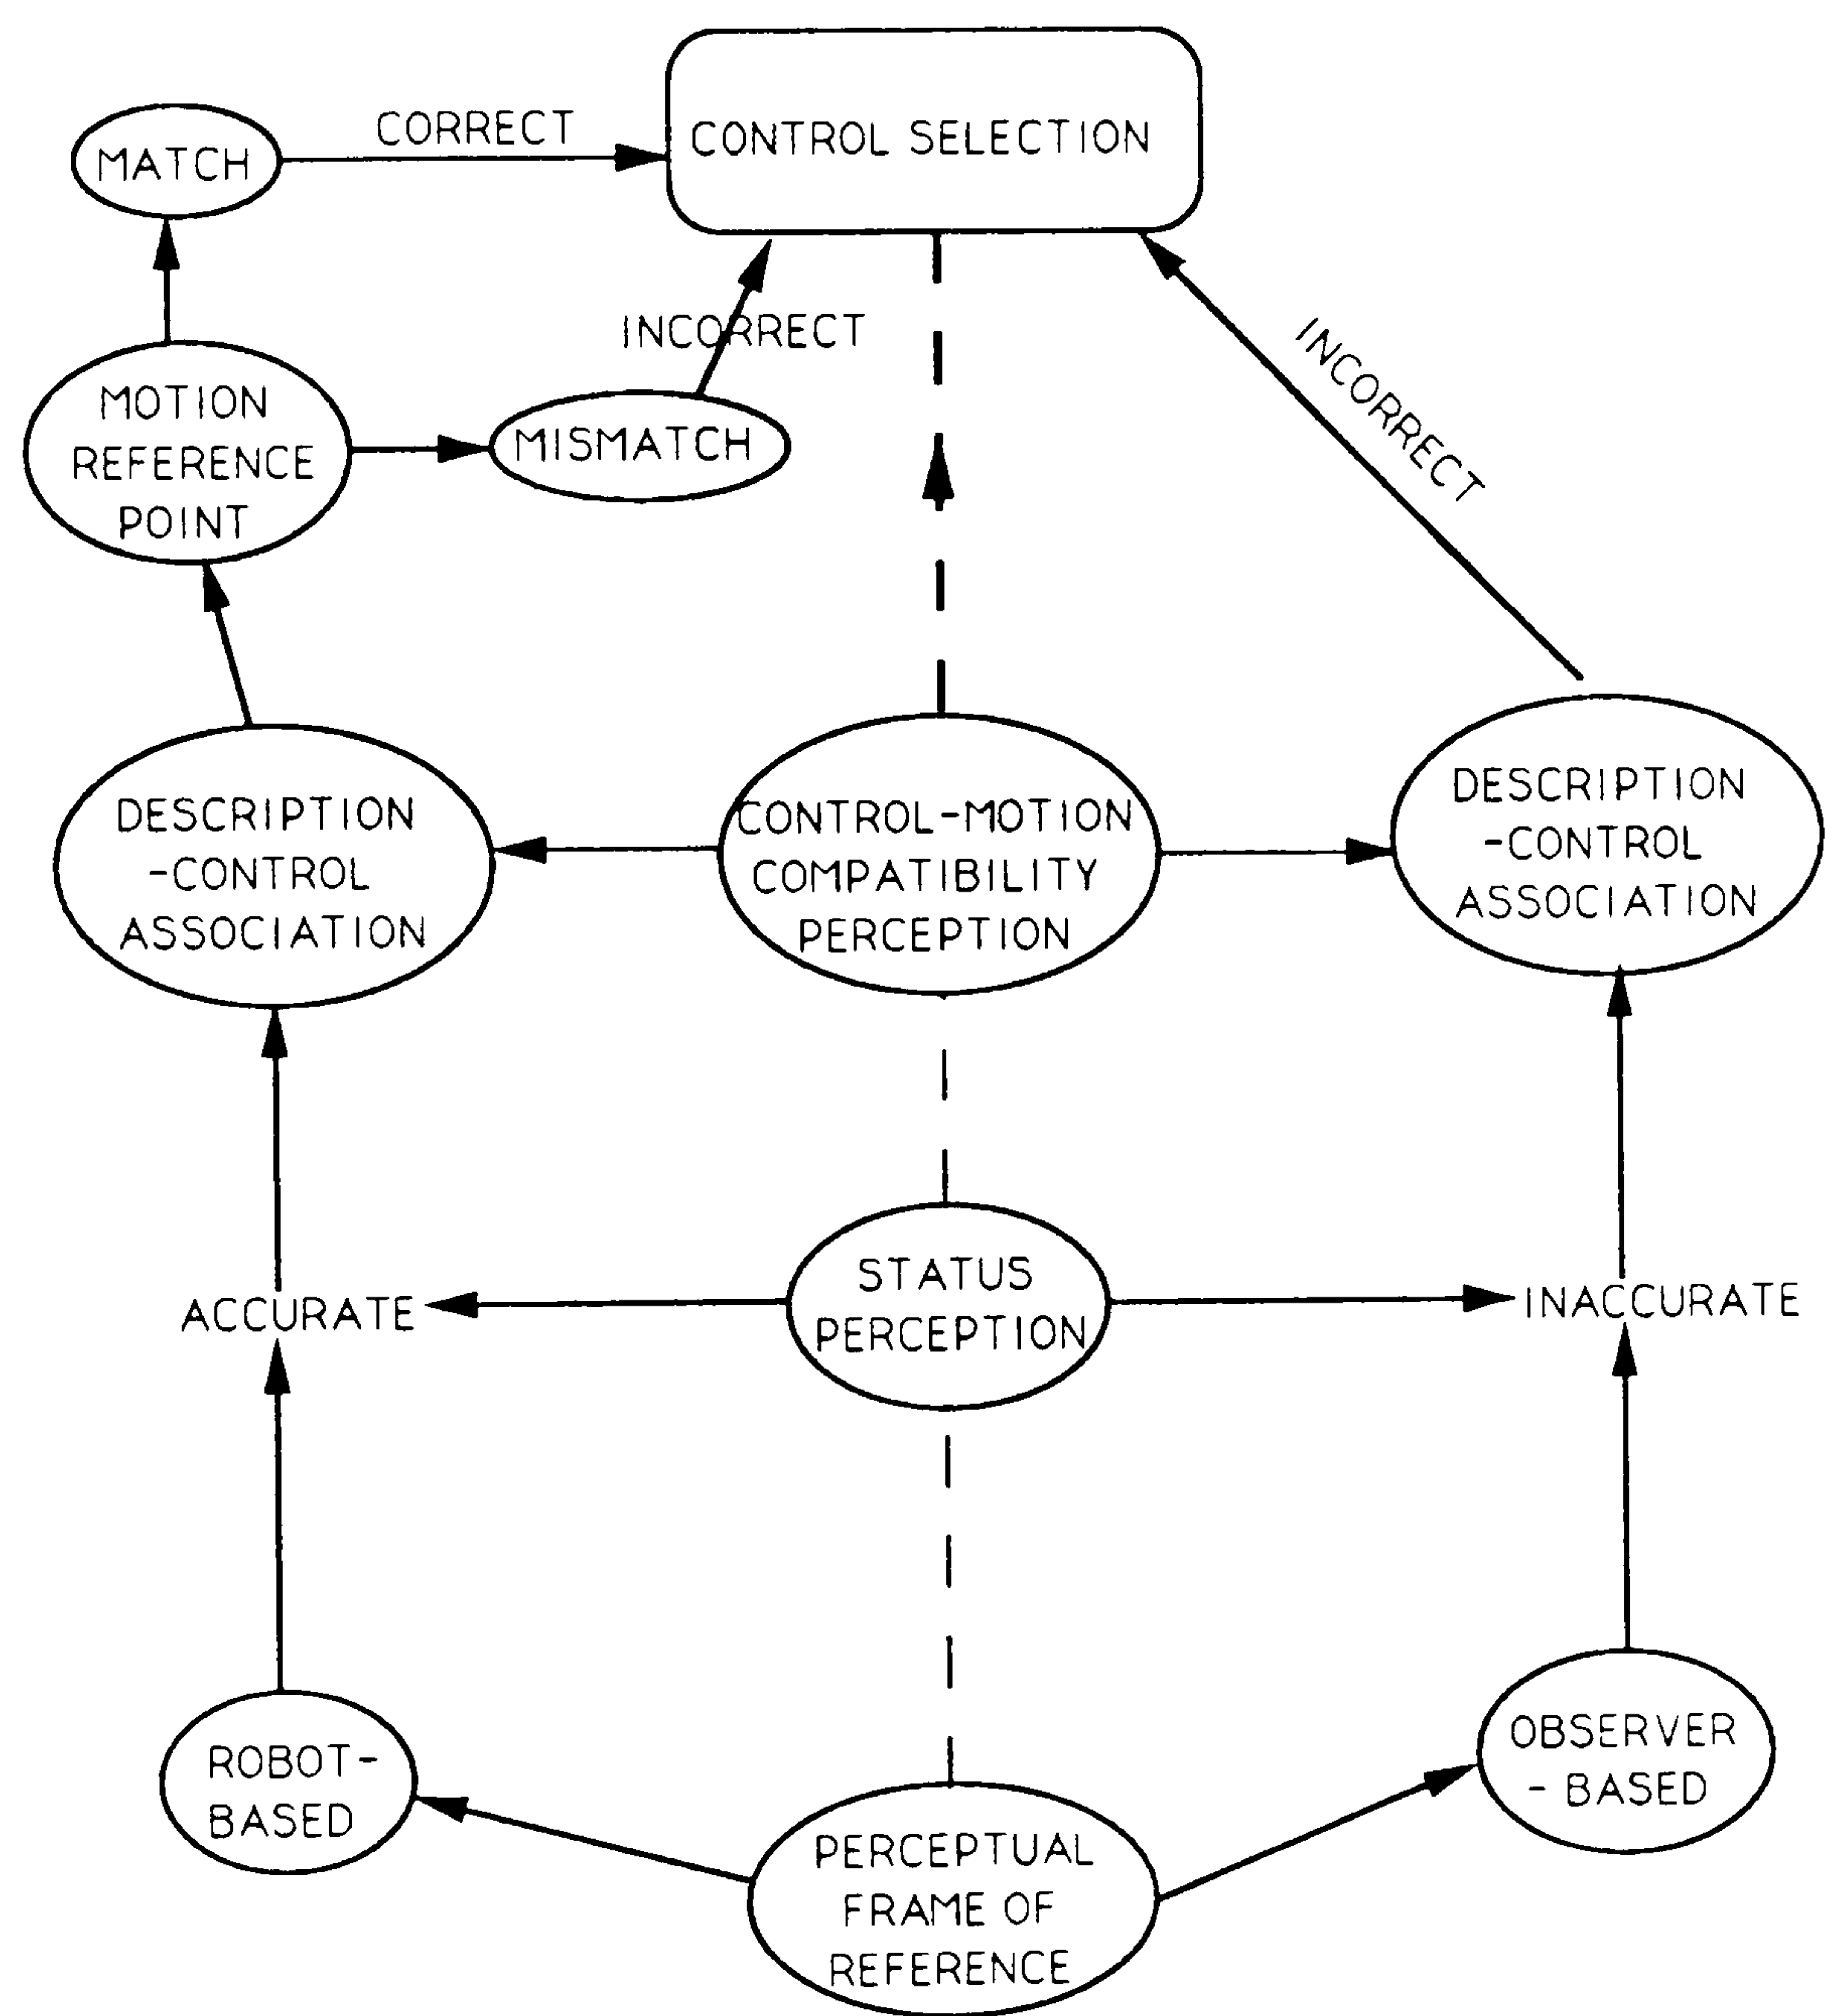 CONTROL SELECTION
CORRECT
MATCH
INCORRECT
INCORRECT
MOTION
REFERENCE
POINT
MISMATCH
DESCRIPTION
-CONTROL
ASSOCIATION
CONTROL-MOTION
COMPATIBILITY
PERCEPTION
DESCRIPTION
-CONTROL
ASSOCIATION
ACCURATE
STATUS
PERCEPTION
INACCURATE
ROBOT-
BASED
OBSERVER
- BASED
PERCEPTUAL
FRAME OF
REFERENCE